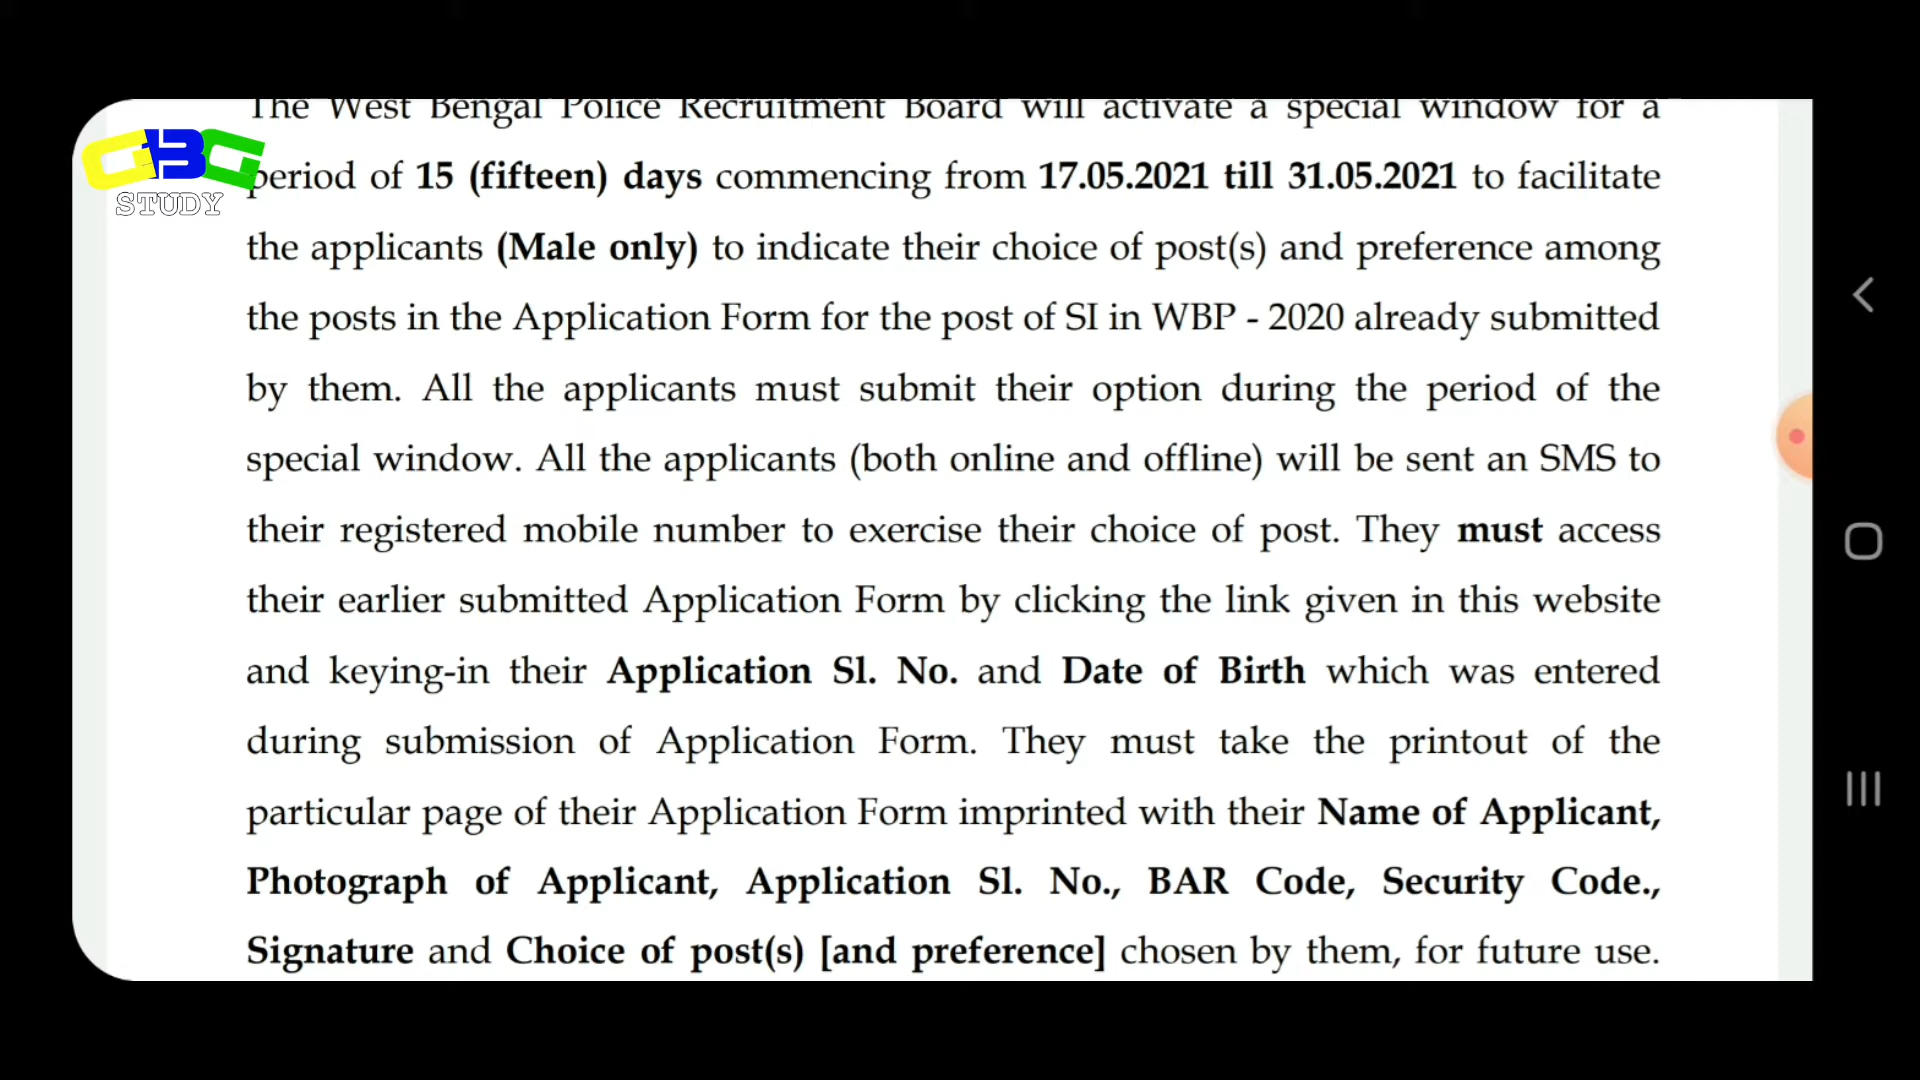 The West Bengal Police Recruitment Board will activate a special window for a
GBG
STUDY
period of 15 (fifteen) days commencing from 17.05.2021 till 31.05.2021 to facilitate
the applicants (Male only) to indicate their choice of post(s) and preference among
the posts in the Application Form for the post of SI in WBP - 2020 already submitted
by them. All the applicants must submit their option during the period of the
special window. All the applicants (both online and offline) will be sent an SMS to
their registered mobile number to exercise their choice of post. They must access
their earlier submitted Application Form by clicking the link given in this website
and keying-in their Application Sl. No. and Date of Birth which was entered
during submission of Application Form. They must take the printout of the
particular page of their Application Form imprinted with their Name of Applicant,
Photograph of Applicant, Application Sl. No., BAR Code, Security Code.,
Signature and Choice of post(s) [and preference] chosen by them, for future use.